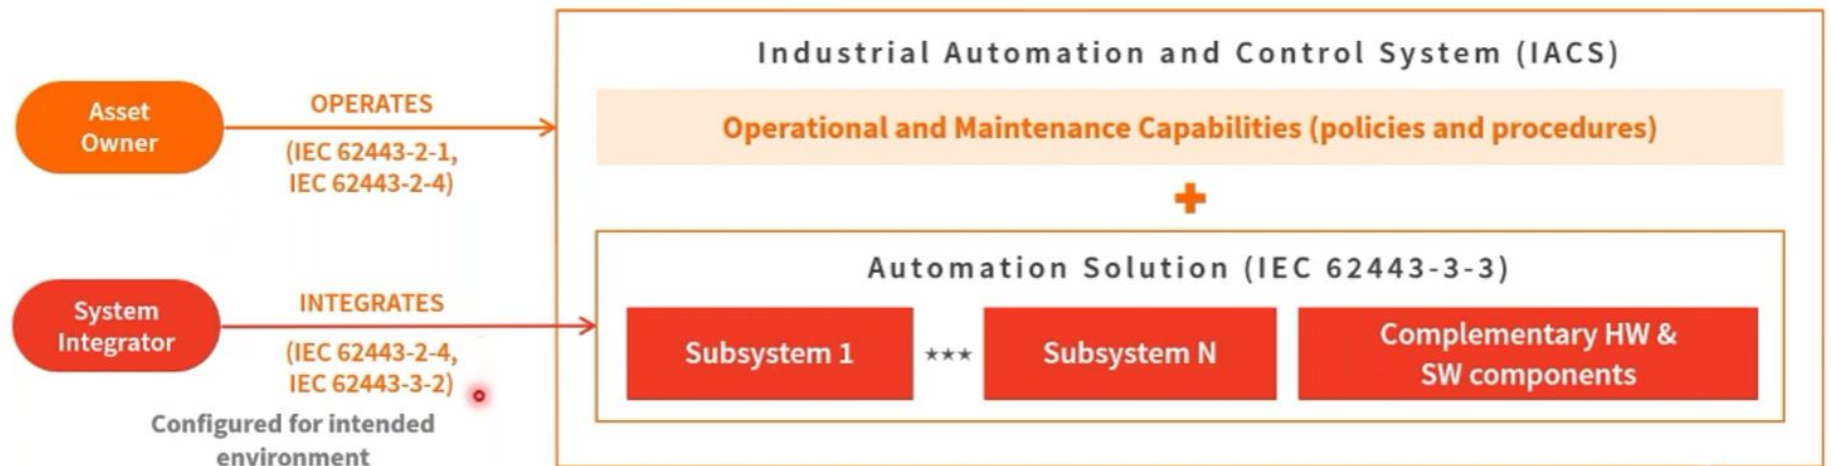 Industrial Automation and Control System (IACS)
Asset
Owner
OPERATES
(IEC 62443-2-1,
IEC 62443-2-4)
Operational and Maintenance Capabilities (policies and procedures)
Automation Solution (IEC 62443-3-3)
System
Integrator
INTEGRATES
(IEC 62443-2-4,
IEC 62443-3-2)
Configured for intended
environment
Subsystem 1
***
Subsystem N
Complementary HW &
SW components